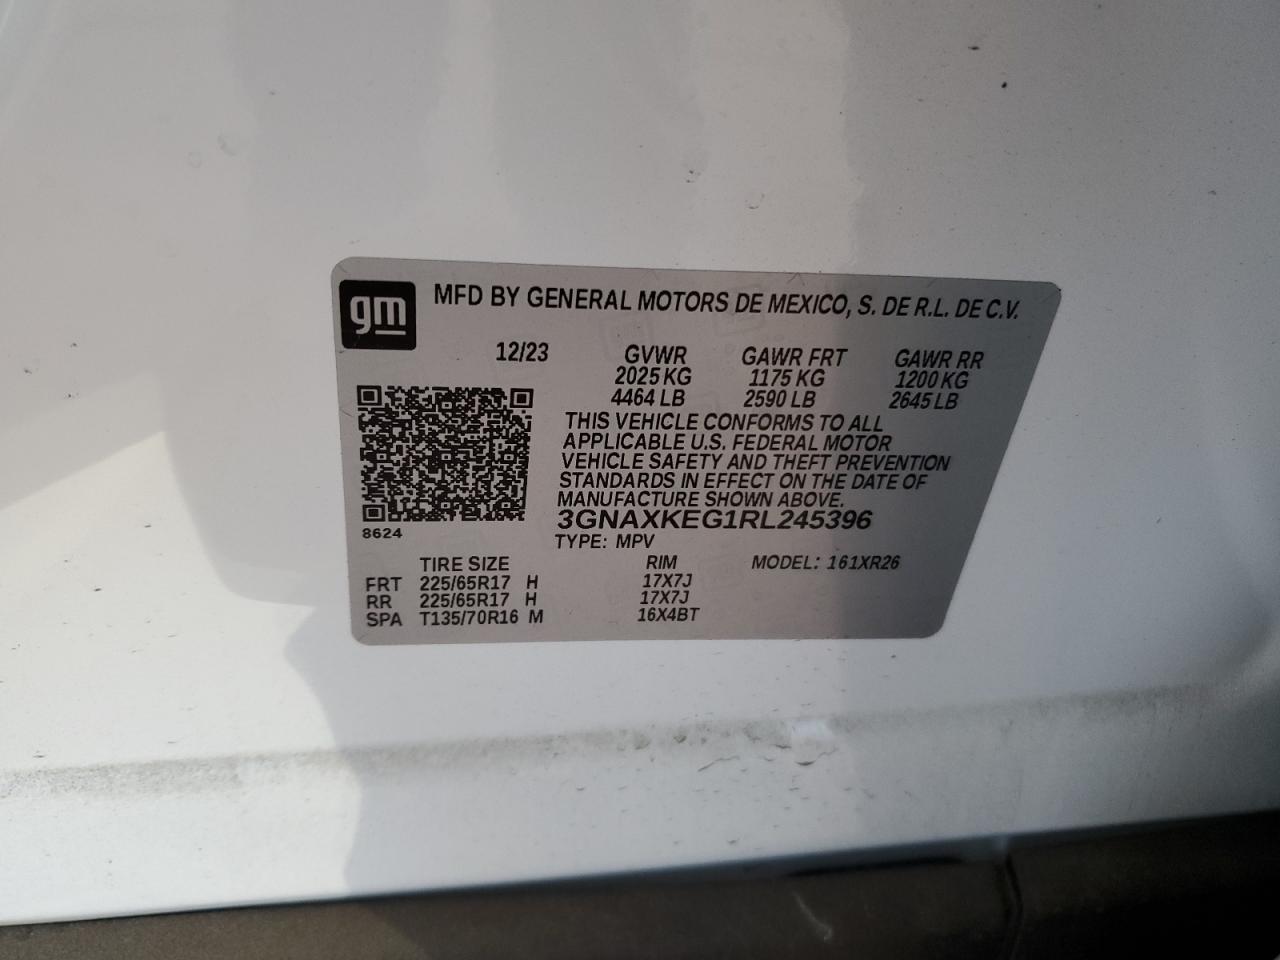 gm
MFD BY GENERAL MOTORS DE MEXICO, S. DE R.L. DE C.V.
12/23 GVWR GAWR FRT GAWR RR
2025 KG 1175 KG 1200 KG
4464 LB 2590 LB 2645 LB
THIS VEHICLE CONFORMS TO ALL
APPLICABLE U.S. FEDERAL MOTOR
VEHICLE SAFETY AND THEFT PREVENTION
STANDARDS IN EFFECT ON THE DATE OF
MANUFACTURE SHOWN ABOVE.
3GNAXKEG1RL245396
8624
TYPE: MPV
TIRE SIZE RIM MODEL: 161XR26
FRT 225/65R17 H 17X7J
RR 225/65R17 H 17X7J
SPA T135/70R16 M 16X4BT